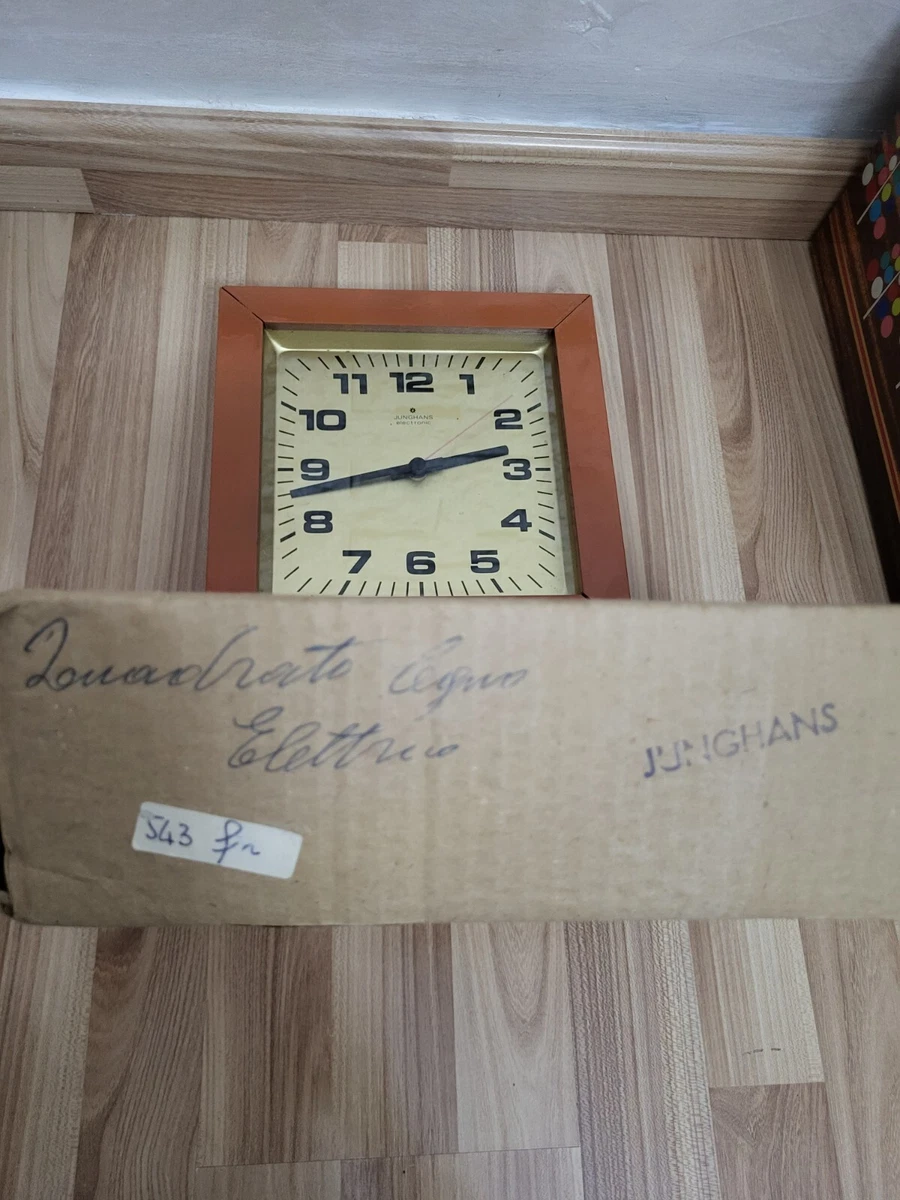 11 12 1
10 2
JUNGHANS
electronic
9 3
8 4
7 6 5
Quadrato legno
Elettrico
JUNGHANS
543 fr